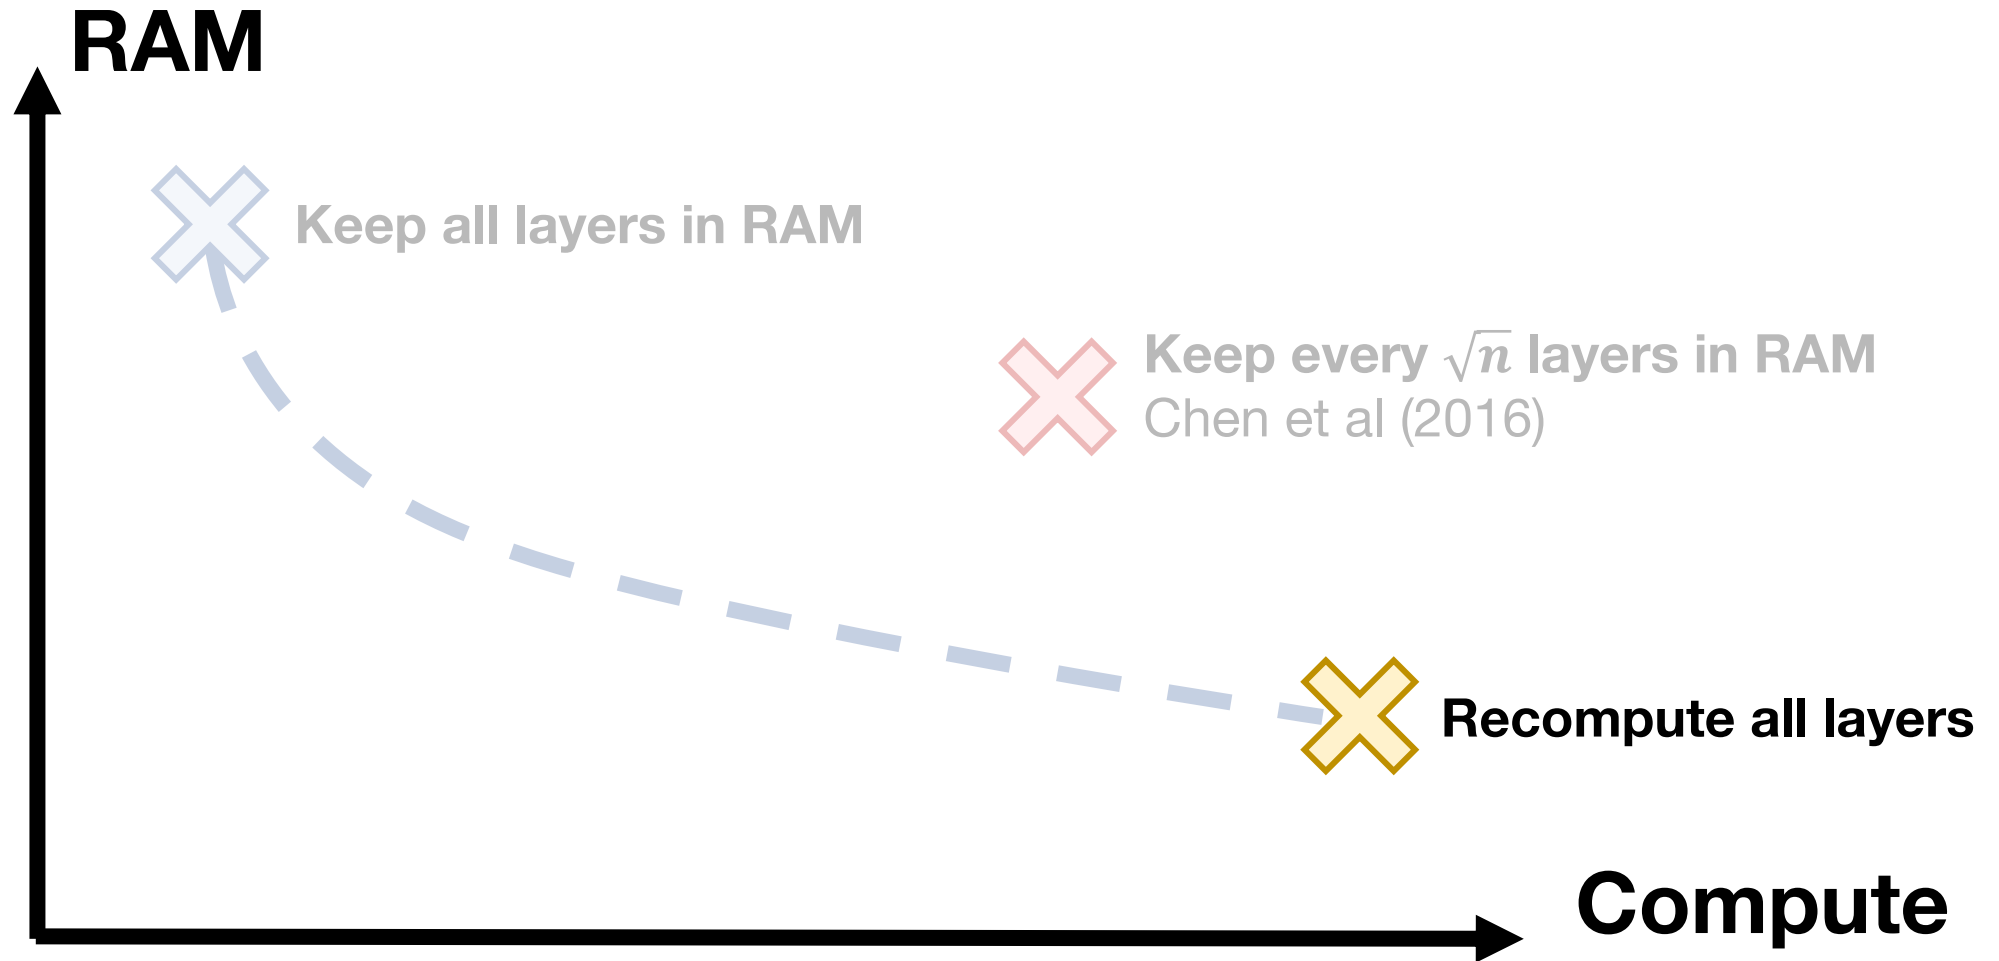 RAM
Keep all layers in RAM
Keep every √n layers in RAM
Chen et al (2016)
Recompute all layers
Compute